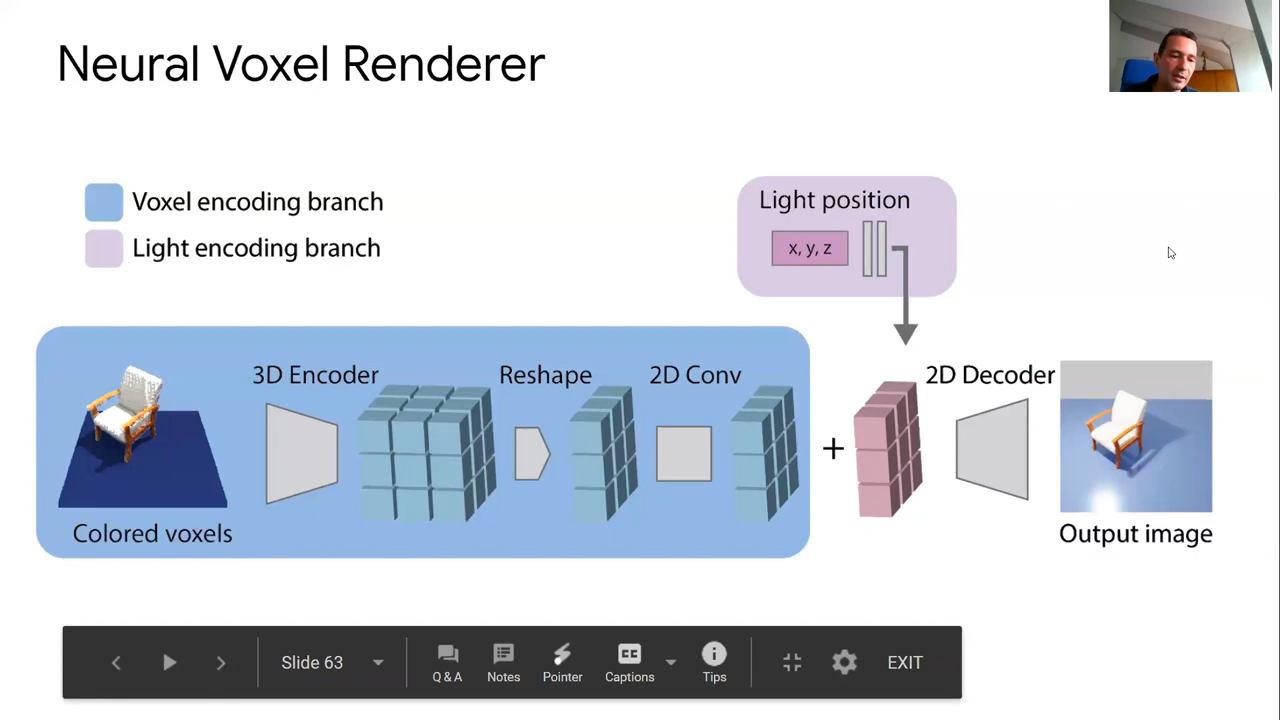 Neural Voxel Renderer
Voxel encoding branch
Light encoding branch
Light position
x, y, z
3D Encoder
Reshape
2D Conv
2D Decoder
+
Colored voxels
Output image
Slide 63
Q & A
Notes
Pointer
CC
Captions
Tips
EXIT